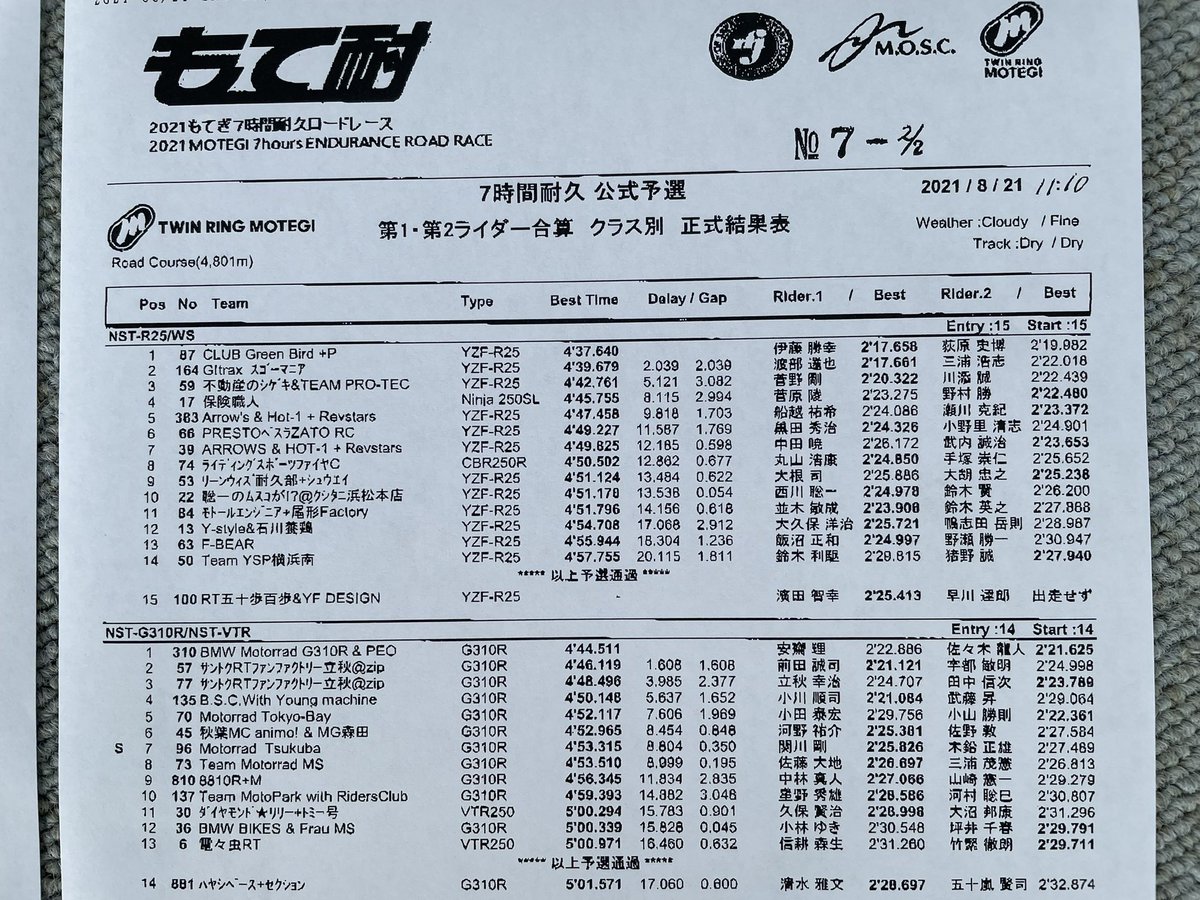 もて耐
M.O.S.C.
TWIN RING
MOTEGI
2021もてぎ7時間耐久ロードレース
2021 MOTEGI 7hours ENDURANCE ROAD RACE
№ 7-2/2
7時間耐久 公式予選
2021/8/21 11:10
TWIN RING MOTEGI
第1・第2ライダー合算 クラス別 正式結果表
Weather :Cloudy / Fine
Track :Dry / Dry
Road Course(4,801m)
Pos No Team Type Best Time Delay / Gap Rider.1 / Best Rider.2 / Best
NST-R25/WS Entry :15 Start :15
1 87 CLUB Green Bird +P YZF-R25 4'37.640 伊藤 勝幸 2'17.658 荻原 史博 2'19.982
2 164 Gltrax スゴーマニア YZF-R25 4'39.679 2.039 2.039 渡部 達也 2'17.661 三浦 浩志 2'22.018
3 59 不動産のシゲキ&TEAM PRO-TEC YZF-R25 4'42.761 5.121 3.082 菅野 剛 2'20.322 川添 誠 2'22.439
4 17 保険職人 Ninja 250SL 4'45.755 8.115 2.994 菅原 陵 2'23.275 野村 勝 2'22.480
5 383 Arrow's & Hot-1 + Revstars YZF-R25 4'47.458 9.818 1.703 船越 祐希 2'24.086 瀬川 克紀 2'23.372
6 66 PRESTOベスラZATO RC YZF-R25 4'49.227 11.587 1.769 黒田 秀治 2'24.326 小野里 清志 2'24.901
7 39 ARROWS & HOT-1 + Revstars YZF-R25 4'49.825 12.185 0.598 中田 暁 2'26.172 武内 誠治 2'23.653
8 74 ライディングスポーツファイヤC CBR250R 4'50.502 12.862 0.677 丸山 浩康 2'24.850 手塚 崇仁 2'25.652
9 53 リーンウィズ耐久部+シュウエイ YZF-R25 4'51.124 13.484 0.622 大根 司 2'25.886 大胡 忠之 2'25.238
10 22 聡一のムスコが!?@クシタニ浜松本店 YZF-R25 4'51.178 13.538 0.054 西川 聡一 2'24.978 鈴木 賢 2'26.200
11 84 モトールエンジニア+尾形Factory YZF-R25 4'51.796 14.156 0.618 並木 敏成 2'23.908 鈴木 英之 2'27.888
12 13 Y-style&石川養鶏 YZF-R25 4'54.708 17.068 2.912 大久保 洋治 2'25.721 鴨志田 岳則 2'28.987
13 63 F-BEAR YZF-R25 4'55.944 18.304 1.236 飯沼 正和 2'24.997 野瀬 勝一 2'30.947
14 50 Team YSP横浜南 YZF-R25 4'57.755 20.115 1.811 鈴木 利駆 2'29.815 猪野 誠 2'27.940
***** 以上予選通過 *****
15 100 RT五十歩百歩&YF DESIGN YZF-R25 - 濱田 智幸 2'25.413 早川 達郎 出走せず
NST-G310R/NST-VTR Entry :14 Start :14
1 310 BMW Motorrad G310R & PEO G310R 4'44.511 安齋 理 2'22.886 佐々木 龍人 2'21.625
2 57 サントクRTファンファクトリー立秋@zip G310R 4'46.119 1.608 1.608 前田 誠司 2'21.121 宇都 敏明 2'24.998
3 77 サントクRTファンファクトリー立秋@zip G310R 4'48.496 3.985 2.377 立秋 幸治 2'24.707 田中 信次 2'23.789
4 135 B.S.C.With Young machine G310R 4'50.148 5.637 1.652 小川 順司 2'21.084 武藤 昇 2'29.064
5 70 Motorrad Tokyo-Bay G310R 4'52.117 7.606 1.969 小田 泰宏 2'29.756 小山 勝則 2'22.361
6 45 秋葉MC animo! & MG森田 G310R 4'52.965 8.454 0.848 河野 祐介 2'25.381 佐野 敦 2'27.584
S 7 96 Motorrad Tsukuba G310R 4'53.315 8.804 0.350 関川 剛 2'25.826 木鉛 正雄 2'27.489
8 73 Team Motorrad MS G310R 4'53.510 8.999 0.195 佐藤 大地 2'26.697 三浦 茂憲 2'26.813
9 810 8810R+M G310R 4'56.345 11.834 2.835 中林 真人 2'27.066 山崎 憲一 2'29.279
10 137 Team MotoPark with RidersClub G310R 4'59.393 14.882 3.048 星野 秀雄 2'28.586 河村 聡巳 2'30.807
11 30 ダイヤモンド★リリー+トミー号 VTR250 5'00.294 15.783 0.901 久保 賢治 2'28.998 大沼 邦康 2'31.296
12 36 BMW BIKES & Frau MS G310R 5'00.339 15.828 0.045 小林 ゆき 2'30.548 坪井 千春 2'29.791
13 6 電々虫RT VTR250 5'00.971 16.460 0.632 信耕 森生 2'31.260 竹繁 徹朗 2'29.711
***** 以上予選通過 *****
14 881 ハヤシベース+セクション G310R 5'01.571 17.060 0.600 清水 雅文 2'28.697 五十嵐 賢司 2'32.874